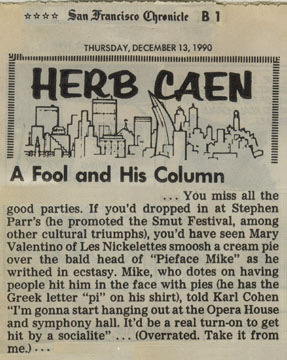 ☆☆☆☆ San Francisco Chronicle B 1
THURSDAY, DECEMBER 13, 1990
HERB CAEN
A Fool and His Column
... You miss all the
good parties. If you'd dropped in at Stephen
Parr's (he promoted the Smut Festival, among
other cultural triumphs), you'd have seen Mary
Valentino of Les Nickelettes smoosh a cream pie
over the bald head of "Pieface Mike" as he
writhed in ecstasy. Mike, who dotes on having
people hit him in the face with pies (he has the
Greek letter "pi" on his shirt), told Karl Cohen
"I'm gonna start hanging out at the Opera House
and symphony hall. It'd be a real turn-on to get
hit by a socialite" ... (Overrated. Take it from
me.) ...